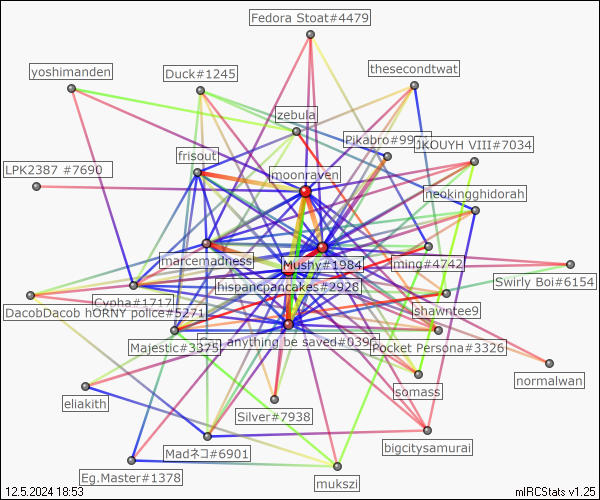 Fedora Stoat#4479
yoshimanden
Duck#1245
thesecondtwat
zebula
Pikabro#99
JKOUYH VIII#7034
frisout
LPK2387 #7690
moonraven
neokingghidorah
marcemadness
Mushy#1984
ming#4742
Swirly Boi#6154
Cypha#1717
hispancpancakes#2928
DacobDacob hORNY police#5271
shawntee9
Majestic#3375
anything be saved#039
Pocket Persona#3326
normalwan
somass
eliakith
Silver#7938
bigcitysamurai
Madネコ#6901
Eg.Master#1378
mukszi
12.5.2024 18:53
mIRCStats v1.25